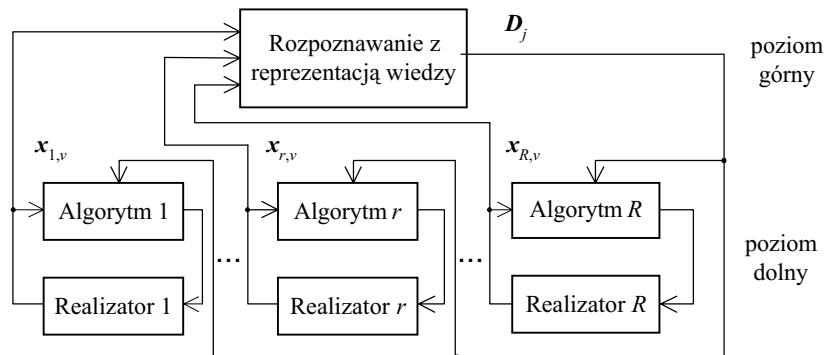 Rozpoznawanie z
reprezentacją wiedzy
D_j
poziom
górny
x_{1,v}
x_{r,v}
x_{R,v}
Algorytm 1
Algorytm r
Algorytm R
...
...
poziom
dolny
Realizator 1
Realizator r
Realizator R